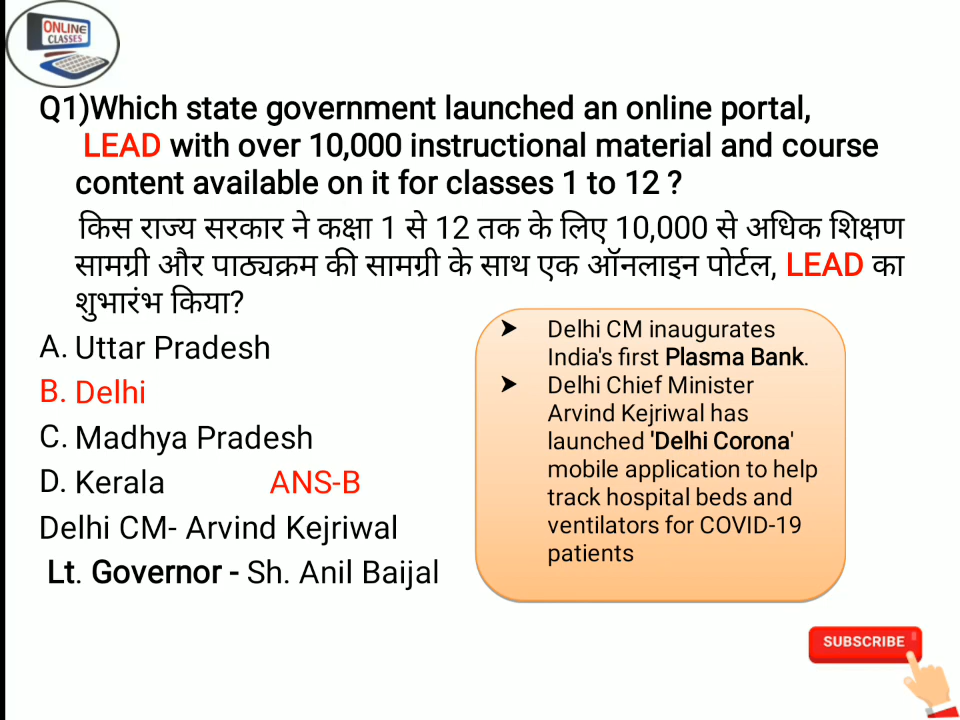 ONLINE
CLASSES
Q1)Which state government launched an online portal,
LEAD with over 10,000 instructional material and course
content available on it for classes 1 to 12 ?
किस राज्य सरकार ने कक्षा 1 से 12 तक के लिए 10,000 से अधिक शिक्षण
सामग्री और पाठ्यक्रम की सामग्री के साथ एक ऑनलाइन पोर्टल, LEAD का
शुभारंभ किया?
A. Uttar Pradesh
B. Delhi
C. Madhya Pradesh
D. Kerala ANS-B
Delhi CM- Arvind Kejriwal
Lt. Governor - Sh. Anil Baijal
➤ Delhi CM inaugurates
India's first Plasma Bank.
➤ Delhi Chief Minister
Arvind Kejriwal has
launched 'Delhi Corona'
mobile application to help
track hospital beds and
ventilators for COVID-19
patients
SUBSCRIBE